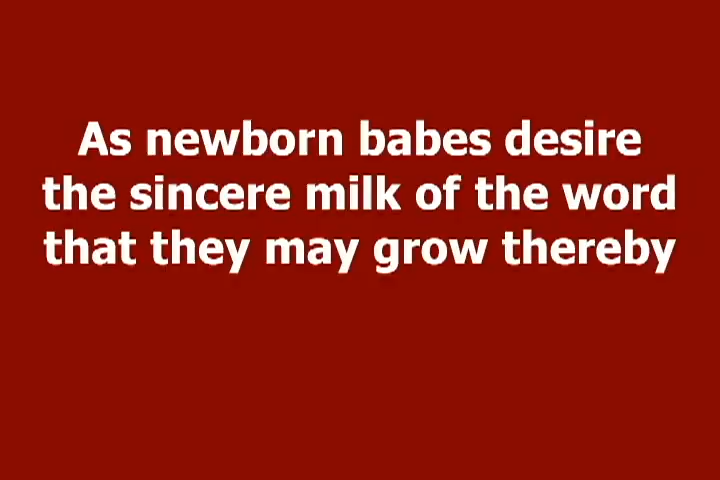 As newborn babes desire
the sincere milk of the word
that they may grow thereby